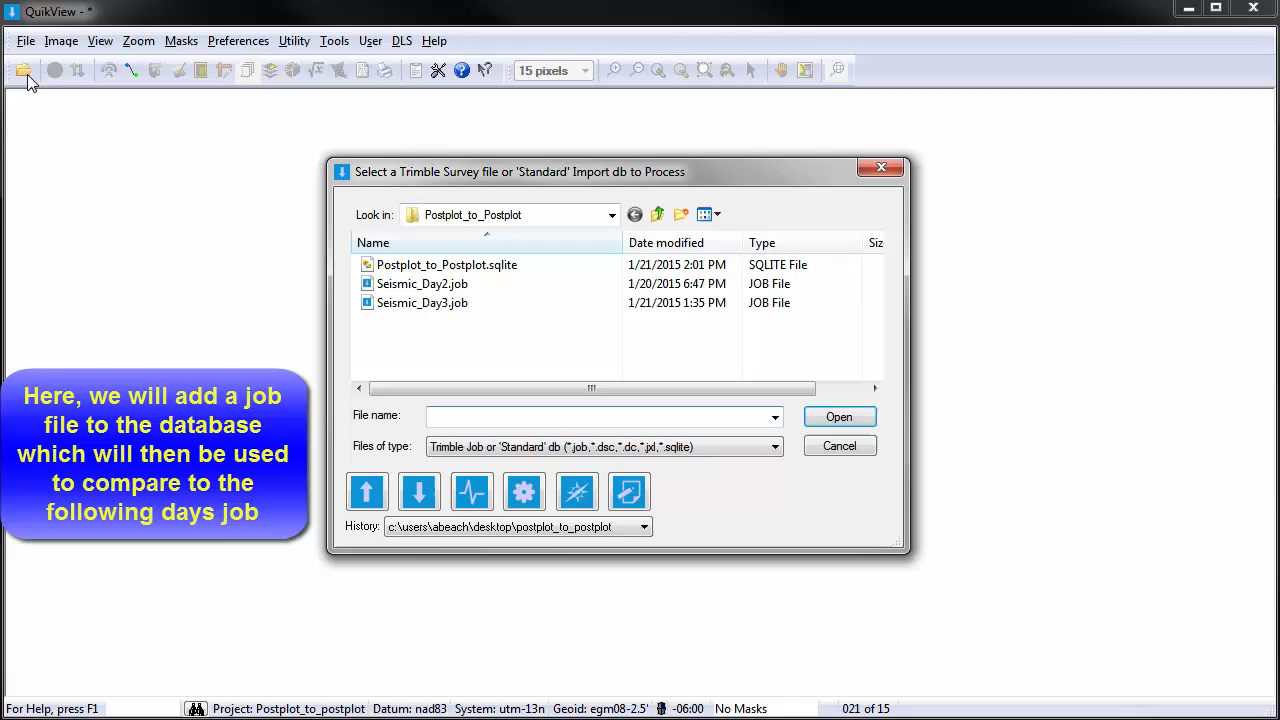 QuikView - *
File Image View Zoom Masks Preferences Utility Tools User DLS Help
15 pixels
Select a Trimble Survey file or 'Standard' Import db to Process
Look in: Postplot_to_Postplot
Name Date modified Type Siz
Postplot_to_Postplot.sqlite 1/21/2015 2:01 PM SQLITE File
Seismic_Day2.job 1/20/2015 6:47 PM JOB File
Seismic_Day3.job 1/21/2015 1:35 PM JOB File
File name: Open
Files of type: Trimble Job or 'Standard' db (*.job,*.dsc,*.dc,*.jxl,*.sqlite) Cancel
History: c:\users\abeach\desktop\postplot_to_postplot
Here, we will add a job
file to the database
which will then be used
to compare to the
following days job
For Help, press F1 Project: Postplot_to_postplot Datum: nad83 System: utm-13n Geoid: egm08-2.5' -06:00 No Masks 021 of 15